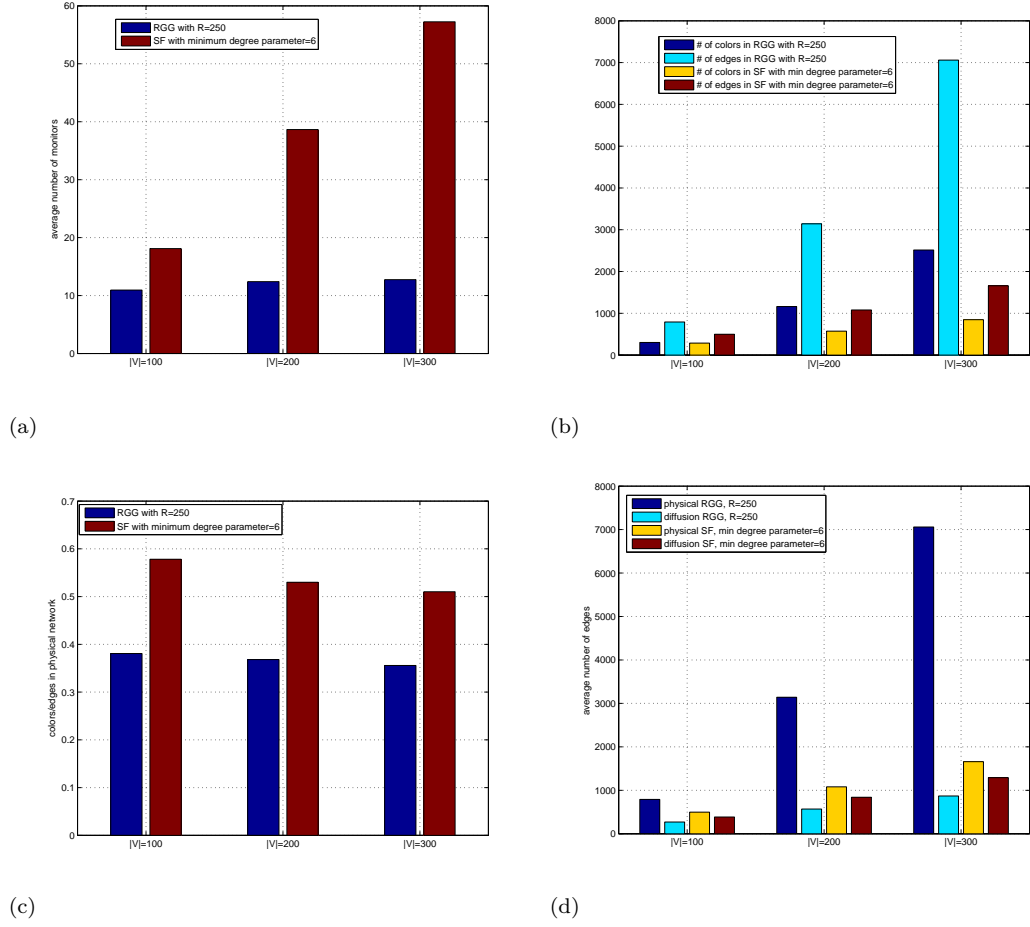 60
50
40
30
20
10
0
average number of monitors
RGG with R=250
SF with minimum degree parameter=6
|V|=100
|V|=200
|V|=300
(a)
8000
7000
6000
5000
4000
3000
2000
1000
0
# of colors in RGG with R=250
# of edges in RGG with R=250
# of colors in SF with min degree parameter=6
# of edges in SF with min degree parameter=6
|V|=100
|V|=200
|V|=300
(b)
0.7
0.6
0.5
0.4
0.3
0.2
0.1
0
colors/edges in physical network
RGG with R=250
SF with minimum degree parameter=6
|V|=100
|V|=200
|V|=300
(c)
8000
7000
6000
5000
4000
3000
2000
1000
0
average number of edges
physical RGG, R=250
diffusion RGG, R=250
physical SF, min degree parameter=6
diffusion SF, min degree parameter=6
|V|=100
|V|=200
|V|=300
(d)